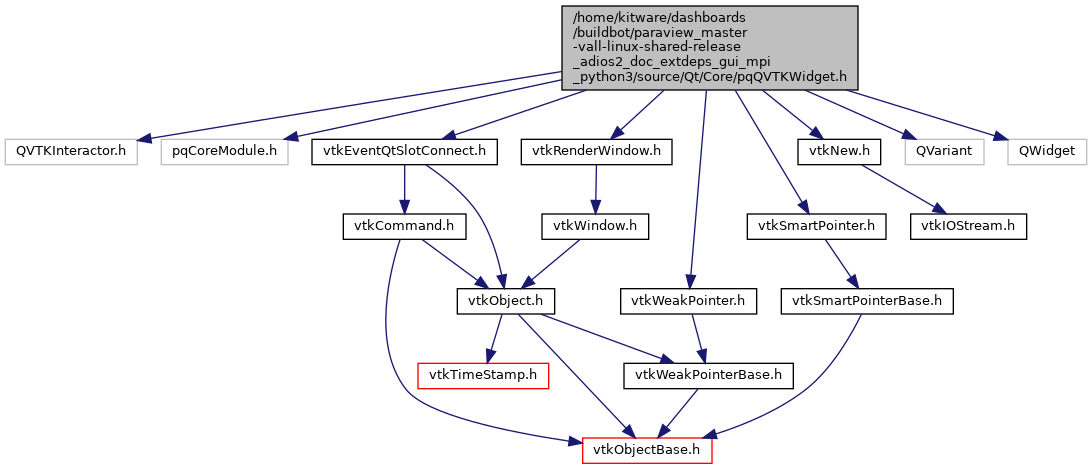 /home/kitware/dashboards
/buildbot/paraview_master
-vall-linux-shared-release
_adios2_doc_extdeps_gui_mpi
_python3/source/Qt/Core/pqQVTKWidget.h
QVTKInteractor.h
pqCoreModule.h
vtkEventQtSlotConnect.h
vtkRenderWindow.h
vtkNew.h
QVariant
QWidget
vtkCommand.h
vtkWindow.h
vtkSmartPointer.h
vtkIOStream.h
vtkObject.h
vtkWeakPointer.h
vtkSmartPointerBase.h
vtkTimeStamp.h
vtkWeakPointerBase.h
vtkObjectBase.h